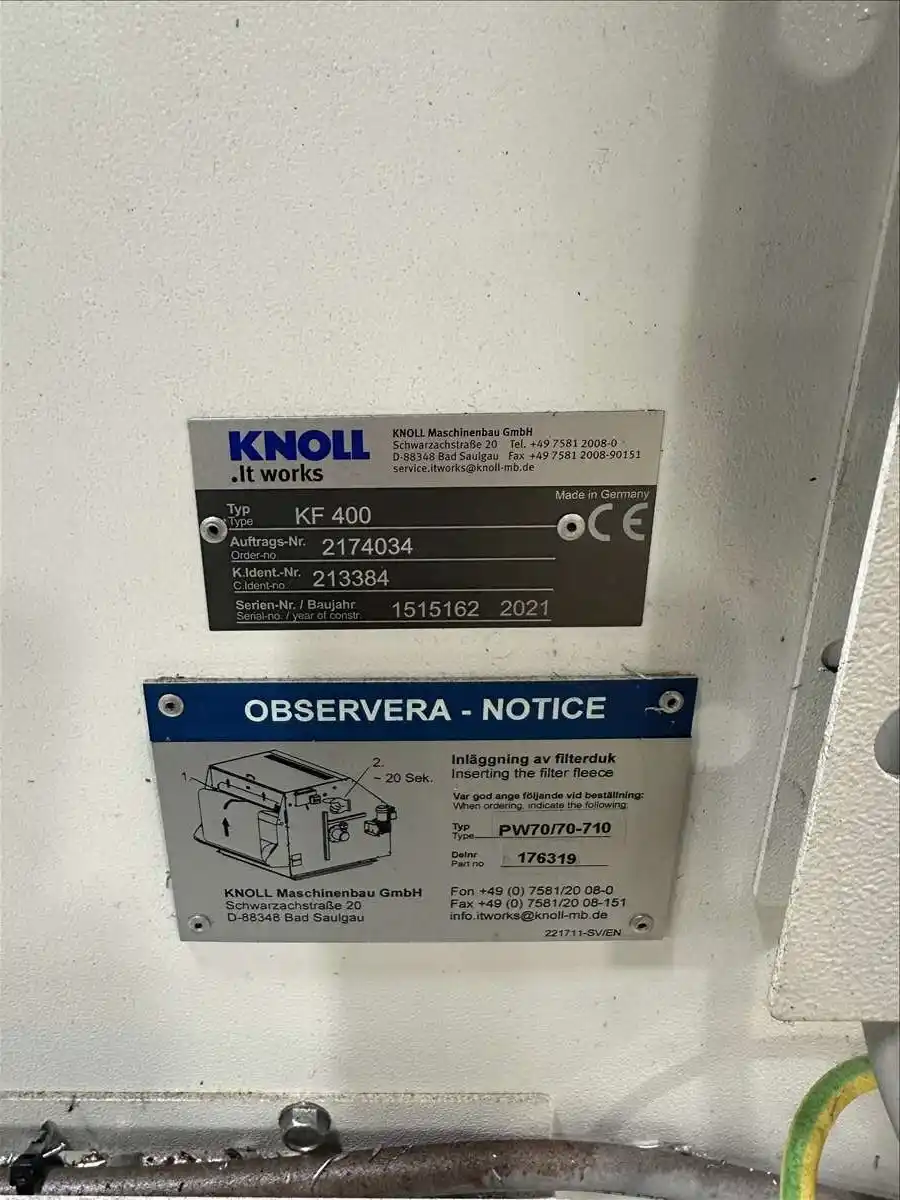 KNOLL
.It works
KNOLL Maschinenbau GmbH
Schwarzachstraße 20 Tel. +49 7581 2008-0
D-88348 Bad Saulgau Fax +49 7581 2008-90151
service.itworks@knoll-mb.de
Made in Germany
CE
Typ
Type KF 400
Auftrags-Nr.
Order-no 2174034
K.Ident.-Nr.
C.Ident-no. 213384
Serien-Nr. / Baujahr
Serial-no. / year of constr. 1515162 2021
OBSERVERA - NOTICE
1.
2.
~ 20 Sek.
Inläggning av filterduk
Inserting the filter fleece
Var god ange följande vid beställning:
When ordering, indicate the following:
Typ
Type PW70/70-710
Delnr
Part no 176319
KNOLL Maschinenbau GmbH
Schwarzachstraße 20
D-88348 Bad Saulgau
Fon +49 (0) 7581/20 08-0
Fax +49 (0) 7581/20 08-151
info.itworks@knoll-mb.de
221711-SV/EN